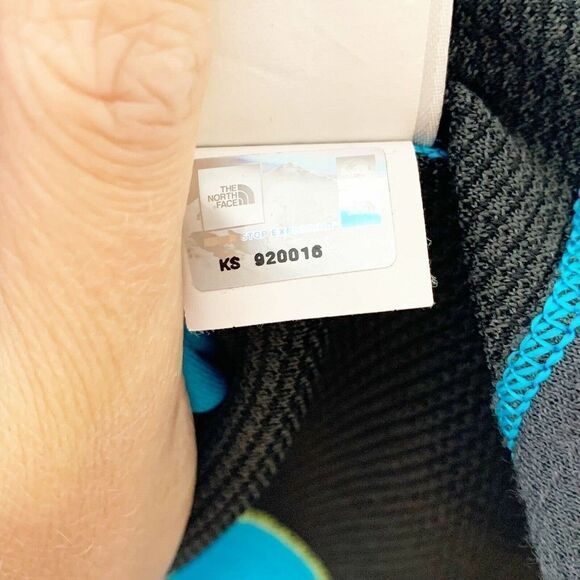 THE
NORTH
FACE
KS 920016